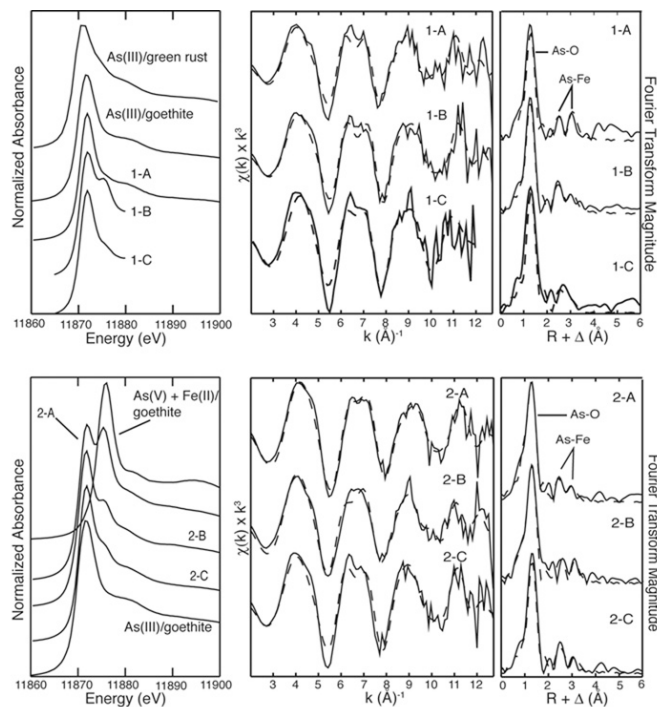 Normalized Absorbance
As(III)/green rust
As(III)/goethite
1-A
1-B
1-C
11860 11870 11880 11890 11900
Energy (eV)
χ(k) x k³
1-A
1-B
1-C
3 4 5 6 7 8 9 10 11 12
k (Å)⁻¹
1-A
As-O
As-Fe
1-B
1-C
0 1 2 3 4 5 6
R + Δ (Å)
Fourier Transform Magnitude
Normalized Absorbance
2-A
As(V) + Fe(II)/
goethite
2-B
2-C
As(III)/goethite
11860 11870 11880 11890 11900
Energy (eV)
χ(k) x k³
2-A
2-B
2-C
3 4 5 6 7 8 9 10 11 12
k (Å)⁻¹
2-A
As-O
As-Fe
2-B
2-C
0 1 2 3 4 5 6
R + Δ (Å)
Fourier Transform Magnitude